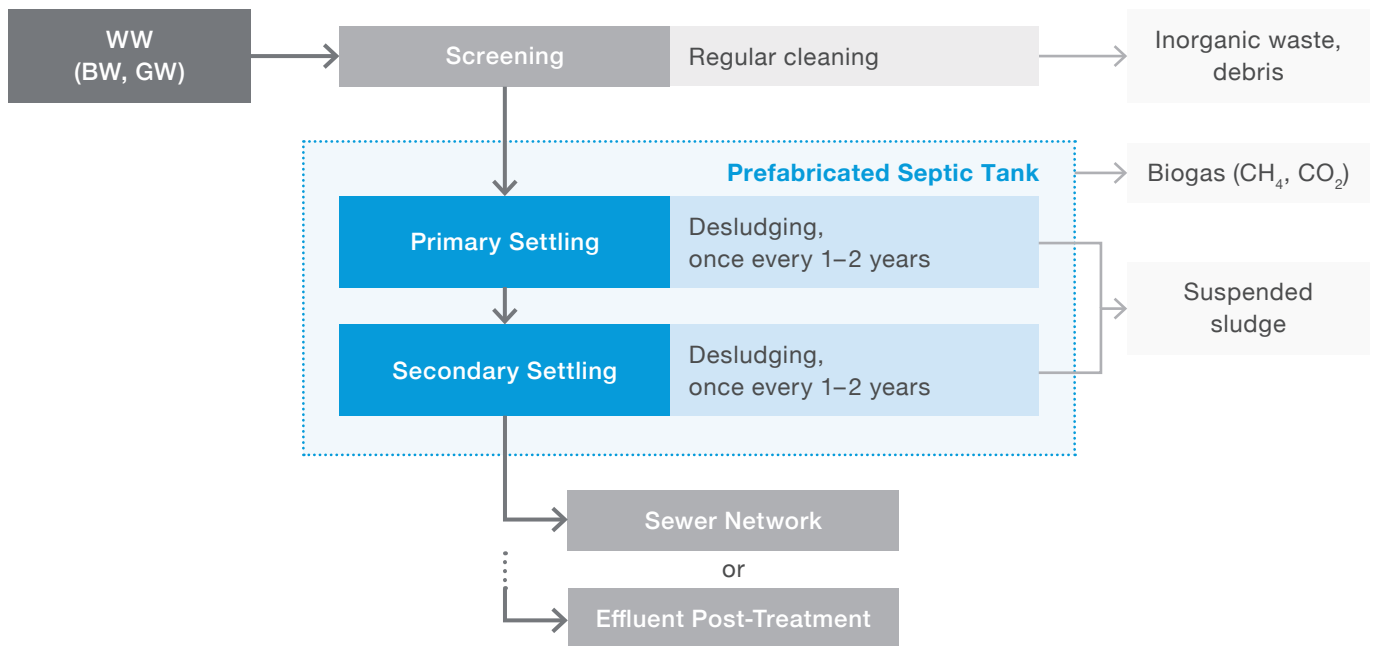 WW
(BW, GW)
Screening
Regular cleaning
Inorganic waste,
debris
Prefabricated Septic Tank
Biogas (CH₄, CO₂)
Primary Settling
Desludging,
once every 1–2 years
Suspended
sludge
Secondary Settling
Desludging,
once every 1–2 years
Sewer Network
or
Effluent Post-Treatment